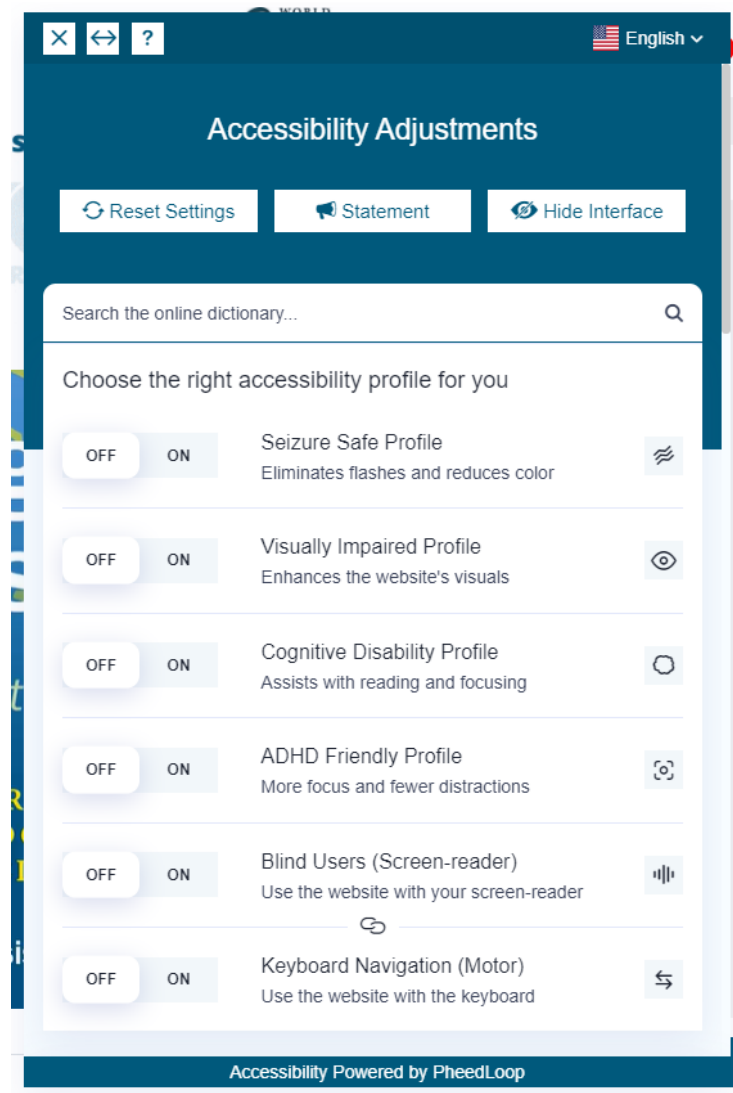 WORLD
?
English
Accessibility Adjustments
Reset Settings
Statement
Hide Interface
Search the online dictionary...
Choose the right accessibility profile for you
OFF ON
Seizure Safe Profile
Eliminates flashes and reduces color
OFF ON
Visually Impaired Profile
Enhances the website's visuals
OFF ON
Cognitive Disability Profile
Assists with reading and focusing
OFF ON
ADHD Friendly Profile
More focus and fewer distractions
OFF ON
Blind Users (Screen-reader)
Use the website with your screen-reader
OFF ON
Keyboard Navigation (Motor)
Use the website with the keyboard
Accessibility Powered by PheedLoop